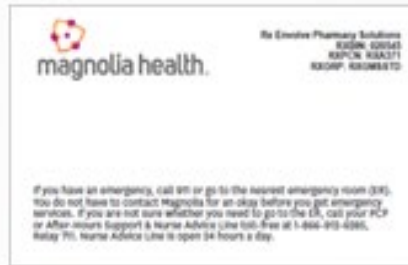 magnolia health.
Rx Envolve Pharmacy Solutions
RXBIN:
RXPCN:
RXGRP:
If you have an emergency, call 911 or go to the nearest emergency room (ER).
You do not have to contact Magnolia for an okay before you get emergency
services. If you are not sure whether you need to go to the ER, call your PCP
or After-Hours Support & Nurse Advice Line toll-free at
Relay 711. Nurse Advice Line is open 24 hours a day.